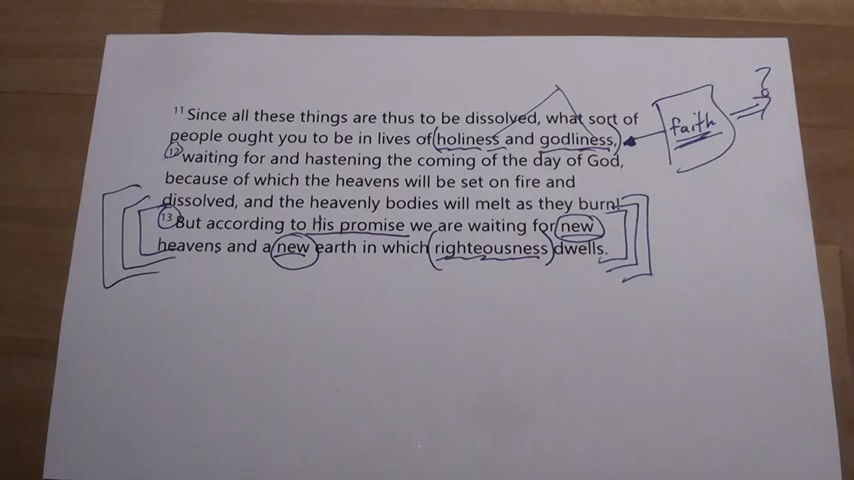 11 Since all these things are thus to be dissolved, what sort of
people ought you to be in lives of holiness and godliness,
12 waiting for and hastening the coming of the day of God,
because of which the heavens will be set on fire and
dissolved, and the heavenly bodies will melt as they burn!
13 But according to His promise we are waiting for new
heavens and a new earth in which righteousness dwells.
faith
?